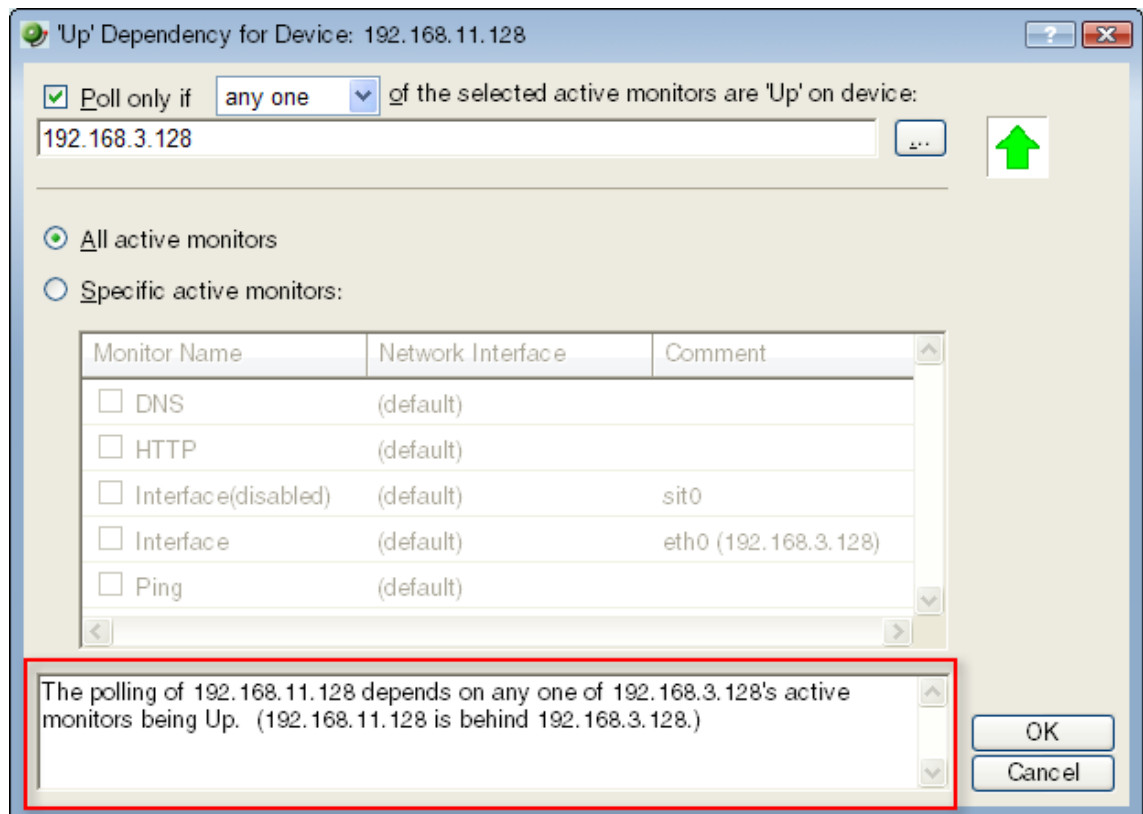 'Up' Dependency for Device: 192.168.11.128
Poll only if any one of the selected active monitors are 'Up' on device:
192.168.3.128
...
All active monitors
Specific active monitors:
Monitor Name Network Interface Comment
DNS (default)
HTTP (default)
Interface(disabled) (default) sit0
Interface (default) eth0 (192.168.3.128)
Ping (default)
The polling of 192.168.11.128 depends on any one of 192.168.3.128's active
monitors being Up. (192.168.11.128 is behind 192.168.3.128.)
OK
Cancel